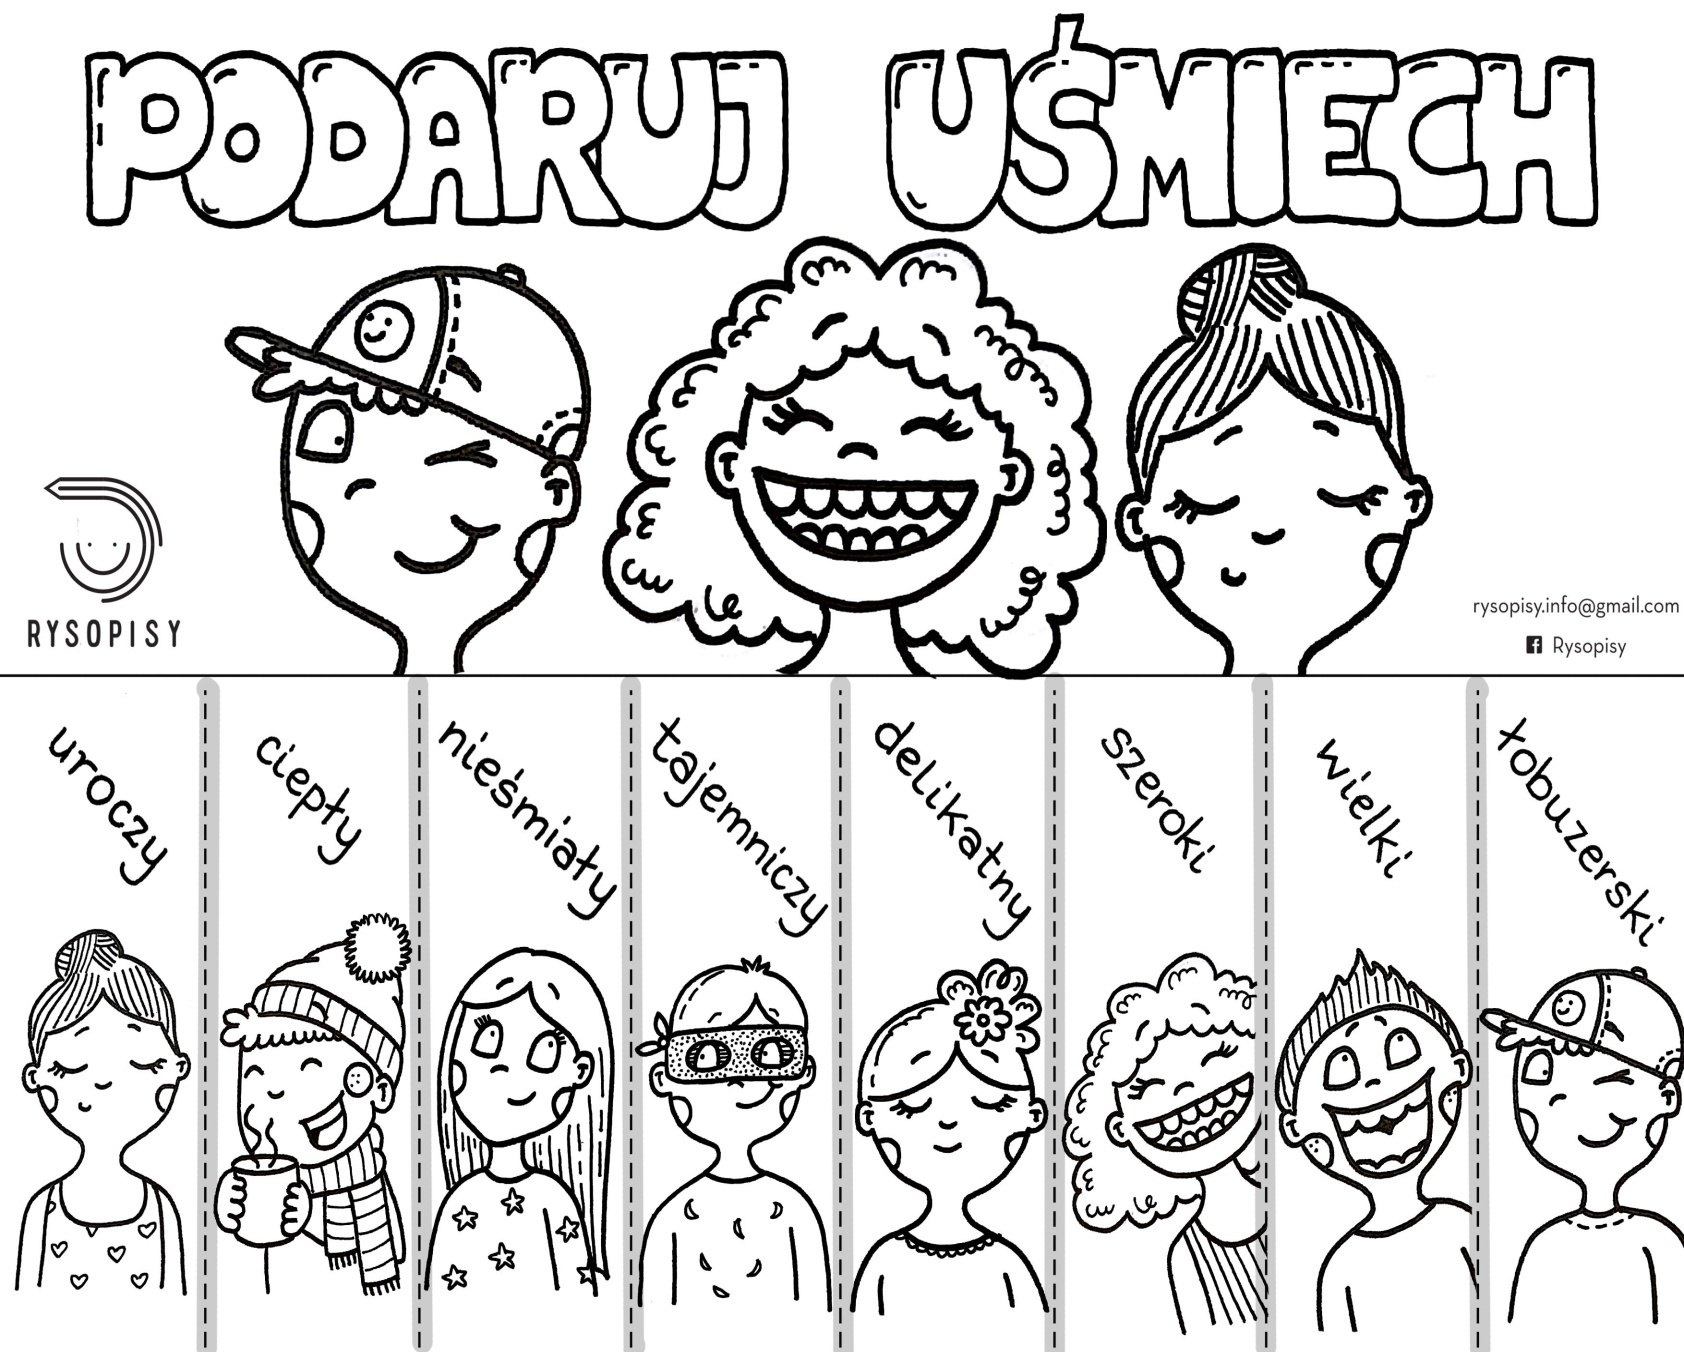 PODARUJ UŚMIECH
RYSOPISY
rysopisy.info@gmail.com
Rysopisy
uroczy
ciepły
nieśmiały
tajemniczy
delikatny
szeroki
wielki
łobuzerski